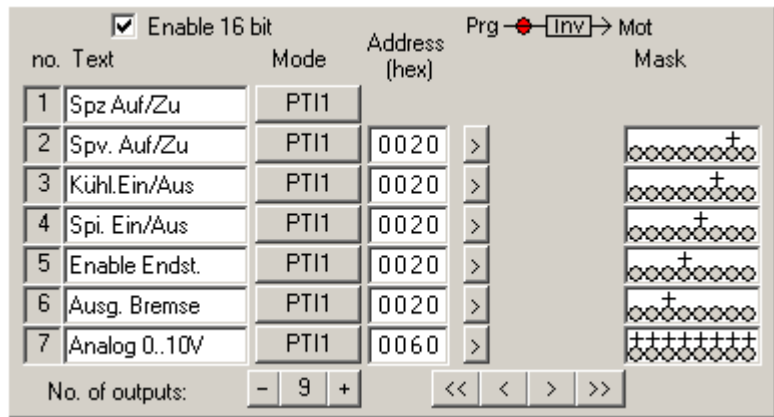 Enable 16 bit
Prg Inv Mot
no. Text Mode Address (hex) Mask
1 Spz Auf/Zu PTI1
2 Spv. Auf/Zu PTI1 0020 >
3 Kühl.Ein/Aus PTI1 0020 >
4 Spi. Ein/Aus PTI1 0020 >
5 Enable Endst. PTI1 0020 >
6 Ausg. Bremse PTI1 0020 >
7 Analog 0..10V PTI1 0060 >
No. of outputs: - 9 + << < > >>